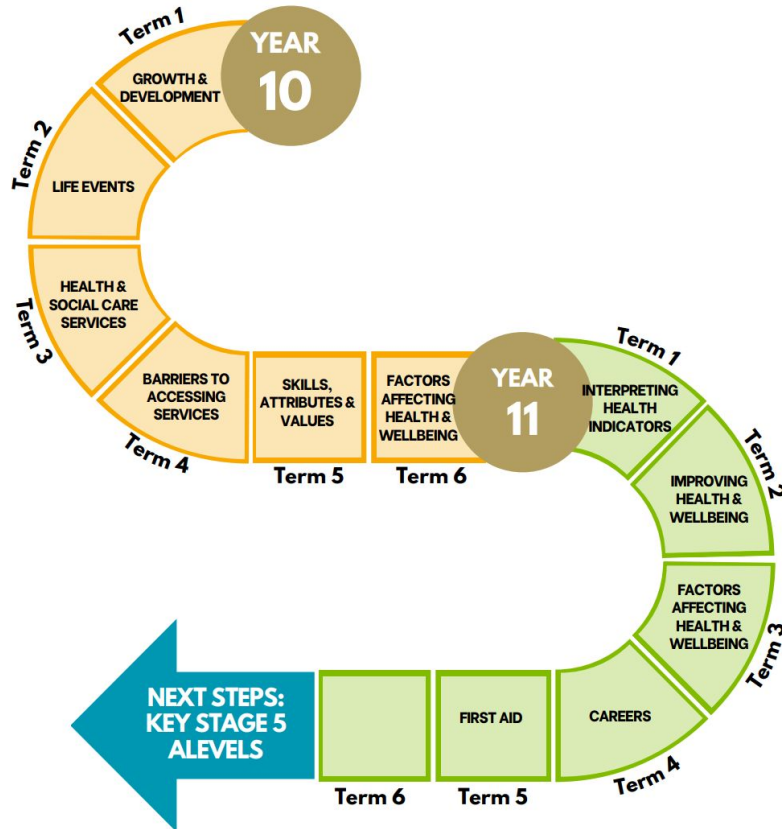 YEAR
10
Term 1
GROWTH &
DEVELOPMENT
Term 2
LIFE EVENTS
Term 3
HEALTH &
SOCIAL CARE
SERVICES
Term 4
BARRIERS TO
ACCESSING
SERVICES
SKILLS,
ATTRIBUTES &
VALUES
Term 5
FACTORS
AFFECTING
HEALTH &
WELLBEING
Term 6
YEAR
11
Term 1
INTERPRETING
HEALTH
INDICATORS
Term 2
IMPROVING
HEALTH &
WELLBEING
FACTORS
AFFECTING
HEALTH &
WELLBEING
Term 3
CAREERS
Term 4
FIRST AID
Term 5
Term 6
NEXT STEPS:
KEY STAGE 5
ALEVELS